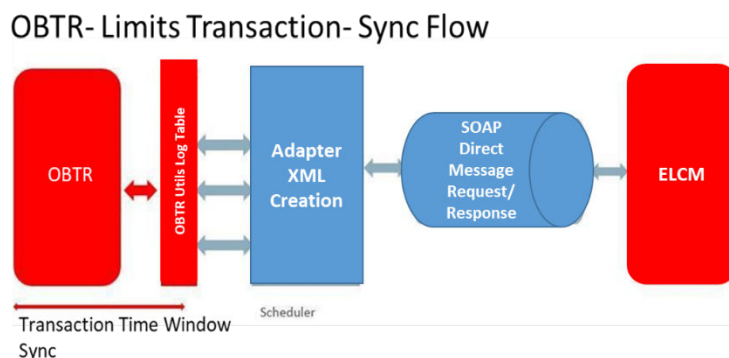 OBTR- Limits Transaction- Sync Flow
OBTR
OBTR Utils Log Table
Adapter
XML
Creation
SOAP
Direct
Message
Request/
Response
ELCM
Scheduler
Transaction Time Window
Sync